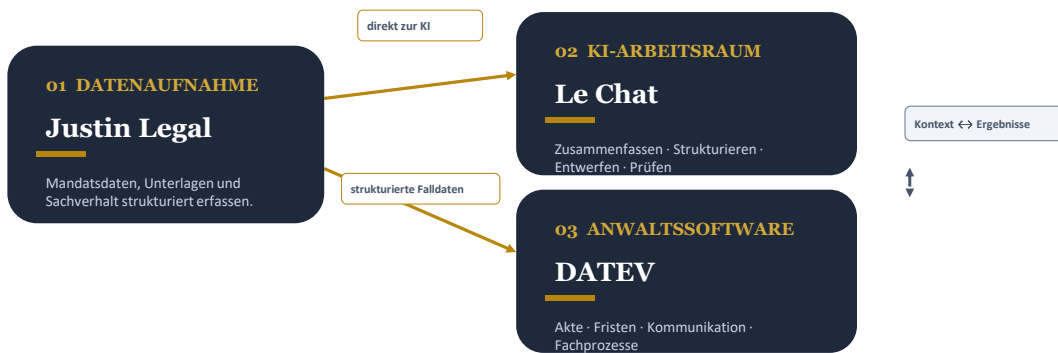 direkt zur KI
01 DATENAUFNAHME
Justin Legal
Mandatsdaten, Unterlagen und
Sachverhalt strukturiert erfassen.
02 KI-ARBEITSRAUM
Le Chat
Zusammenfassen · Strukturieren ·
Entwerfen · Prüfen
Kontext ↔ Ergebnisse
strukturierte Falldaten
03 ANWALTSSOFTWARE
DATEV
Akte · Fristen · Kommunikation ·
Fachprozesse